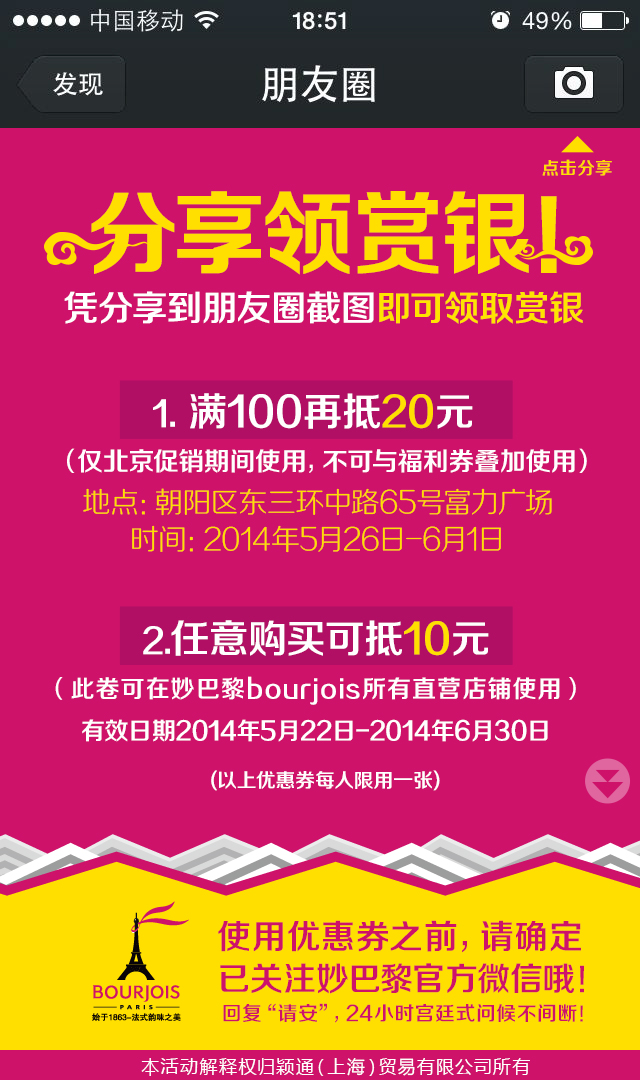 中国移动 18:51 49%
发现 朋友圈
点击分享
分享领赏银!
凭分享到朋友圈截图即可领取赏银
1. 满100再抵20元
（仅北京促销期间使用，不可与福利券叠加使用）
地点：朝阳区东三环中路65号富力广场
时间：2014年5月26日-6月1日
2.任意购买可抵10元
（此卷可在妙巴黎bourjois所有直营店铺使用）
有效日期2014年5月22日-2014年6月30日
(以上优惠券每人限用一张)
使用优惠券之前，请确定
已关注妙巴黎官方微信哦!
回复“请安”，24小时宫廷式问候不间断!
BOURJOIS
PARIS
始于1863-法式韵味之美
本活动解释权归颖通(上海)贸易有限公司所有